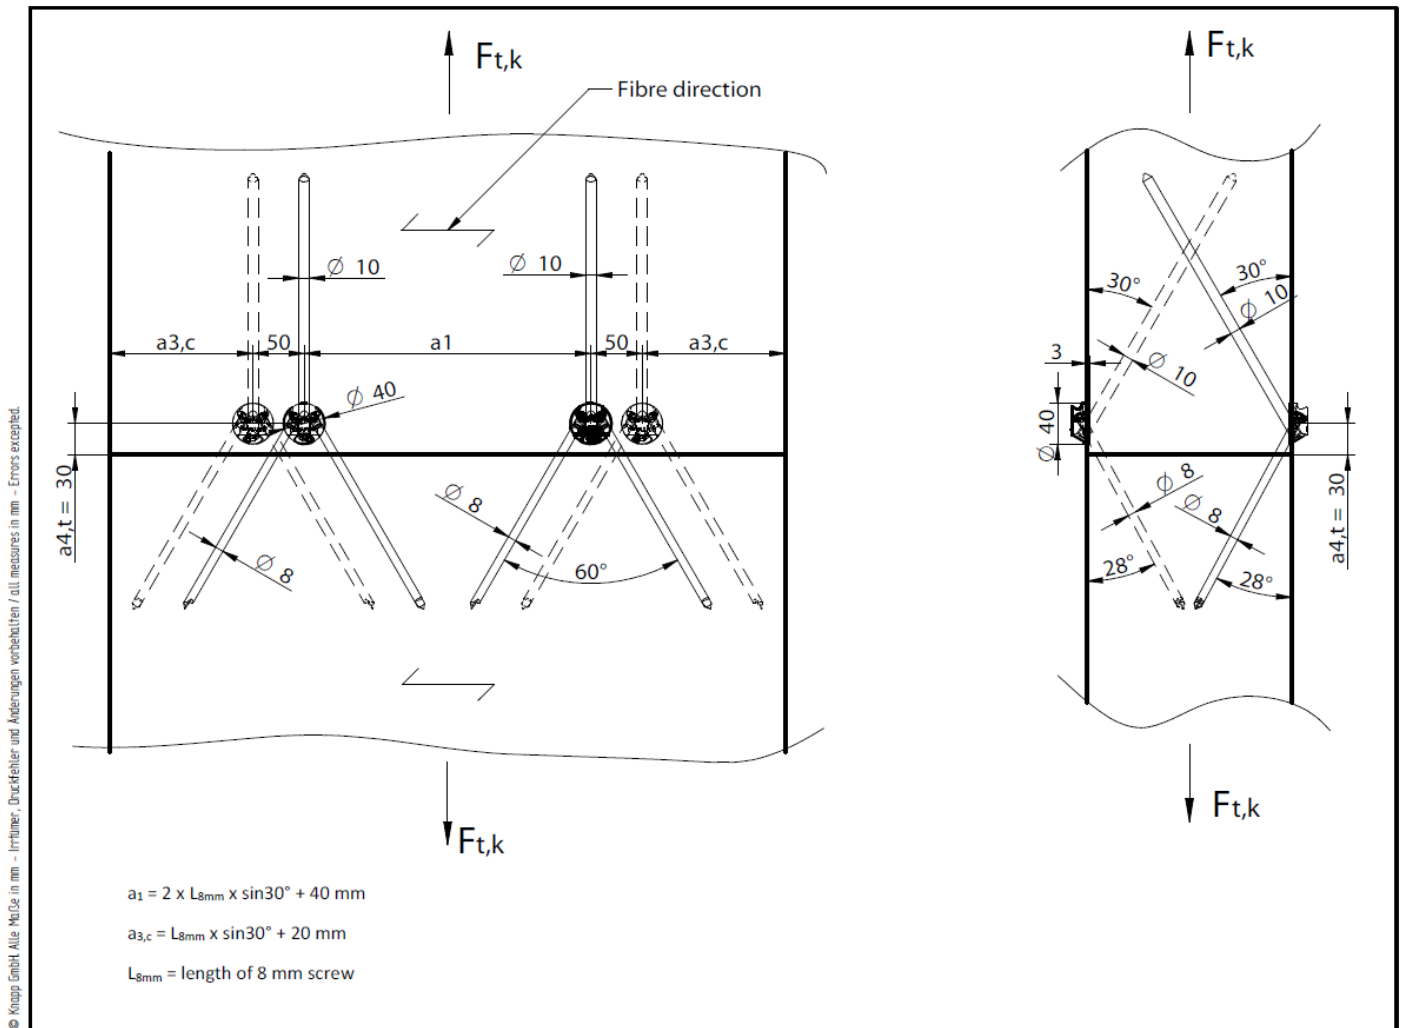 Ft,k
Ft,k
Fibre direction
Ø 10
Ø 10
30°
30°
Ø 10
a3,c
50
a1
50
a3,c
3
Ø 10
Ø 40
Ø 40
a4,t = 30
Ø 8
Ø 8
Ø 8
Ø 8
a4,t = 30
60°
28°
28°
Ft,k
Ft,k
a1 = 2 x L8mm x sin30° + 40 mm
a3,c = L8mm x sin30° + 20 mm
L8mm = length of 8 mm screw
© Knapp GmbH. Alle Maße in mm - Irrtümer, Druckfehler und Änderungen vorbehalten / all measures in mm - Errors excepted.